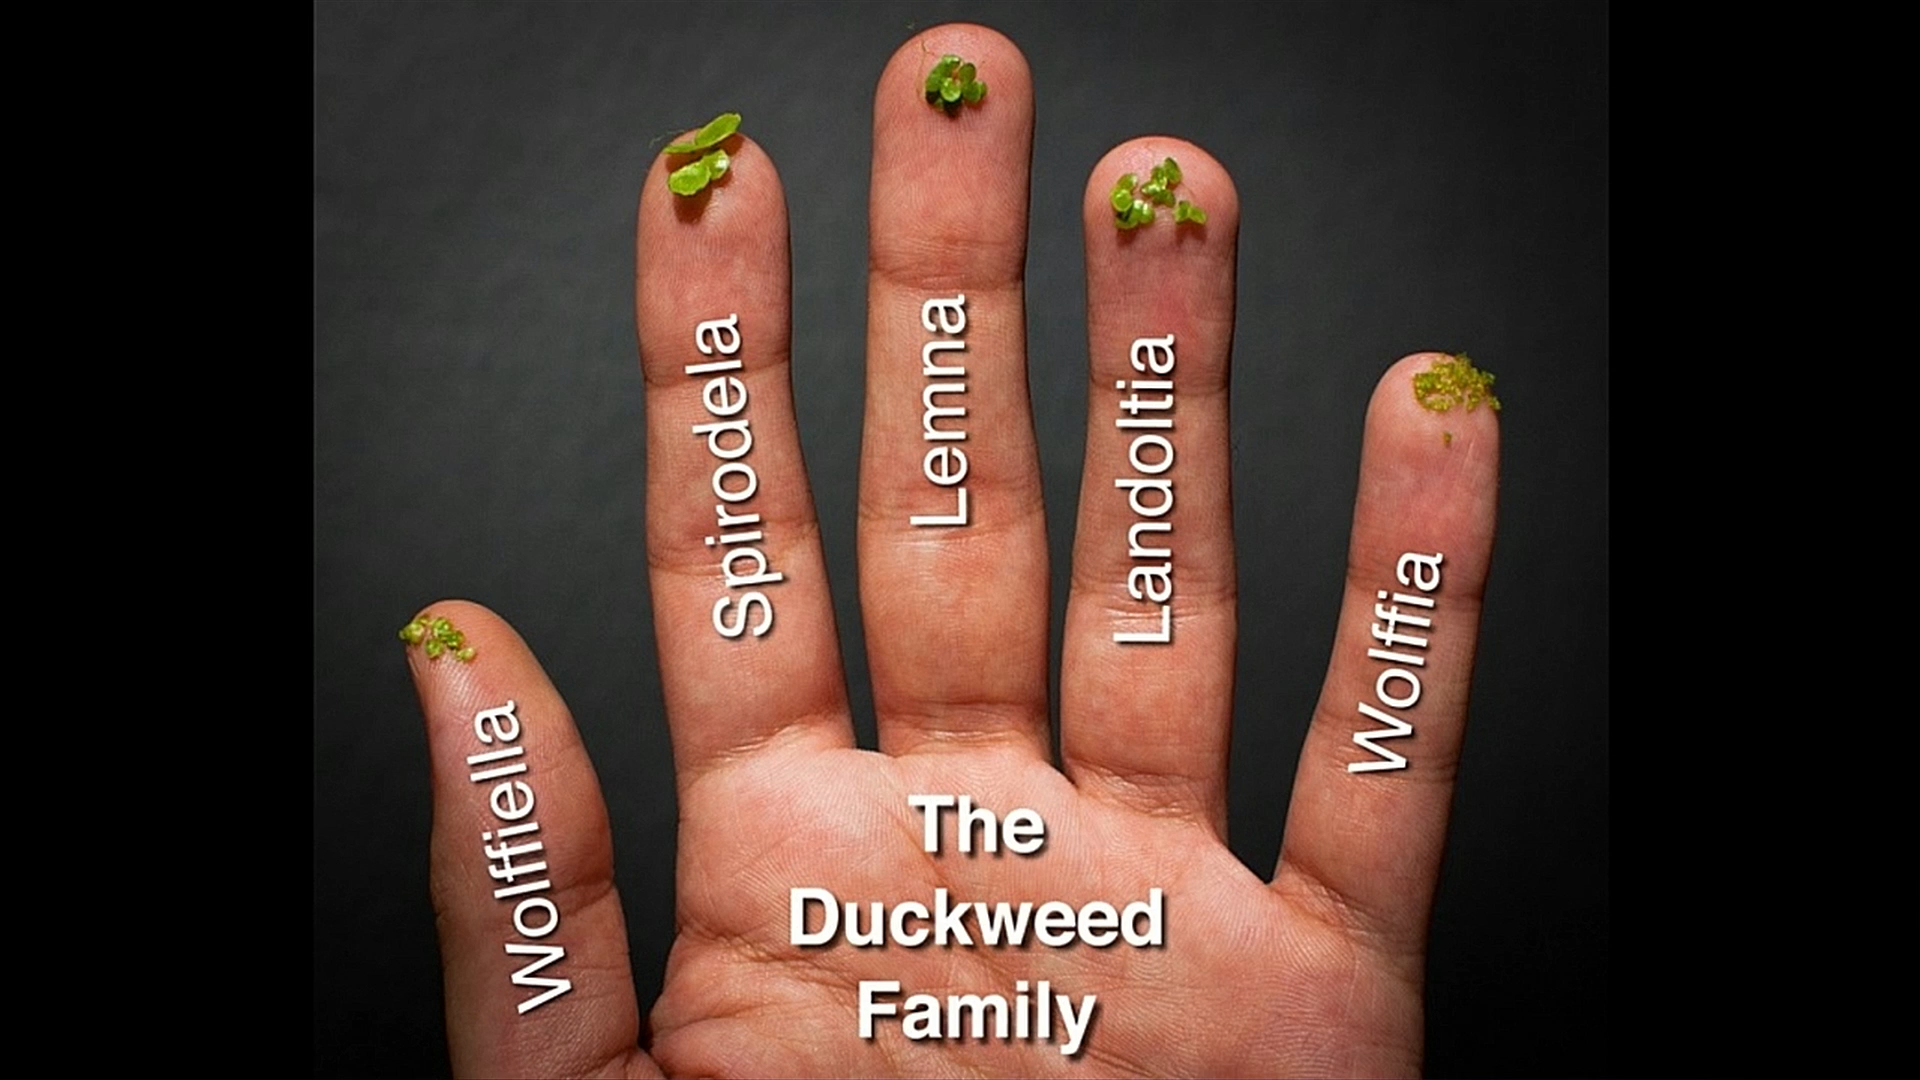 Wolffiella
Spirodela
Lemna
Landoltia
Wolffia
The
Duckweed
Family